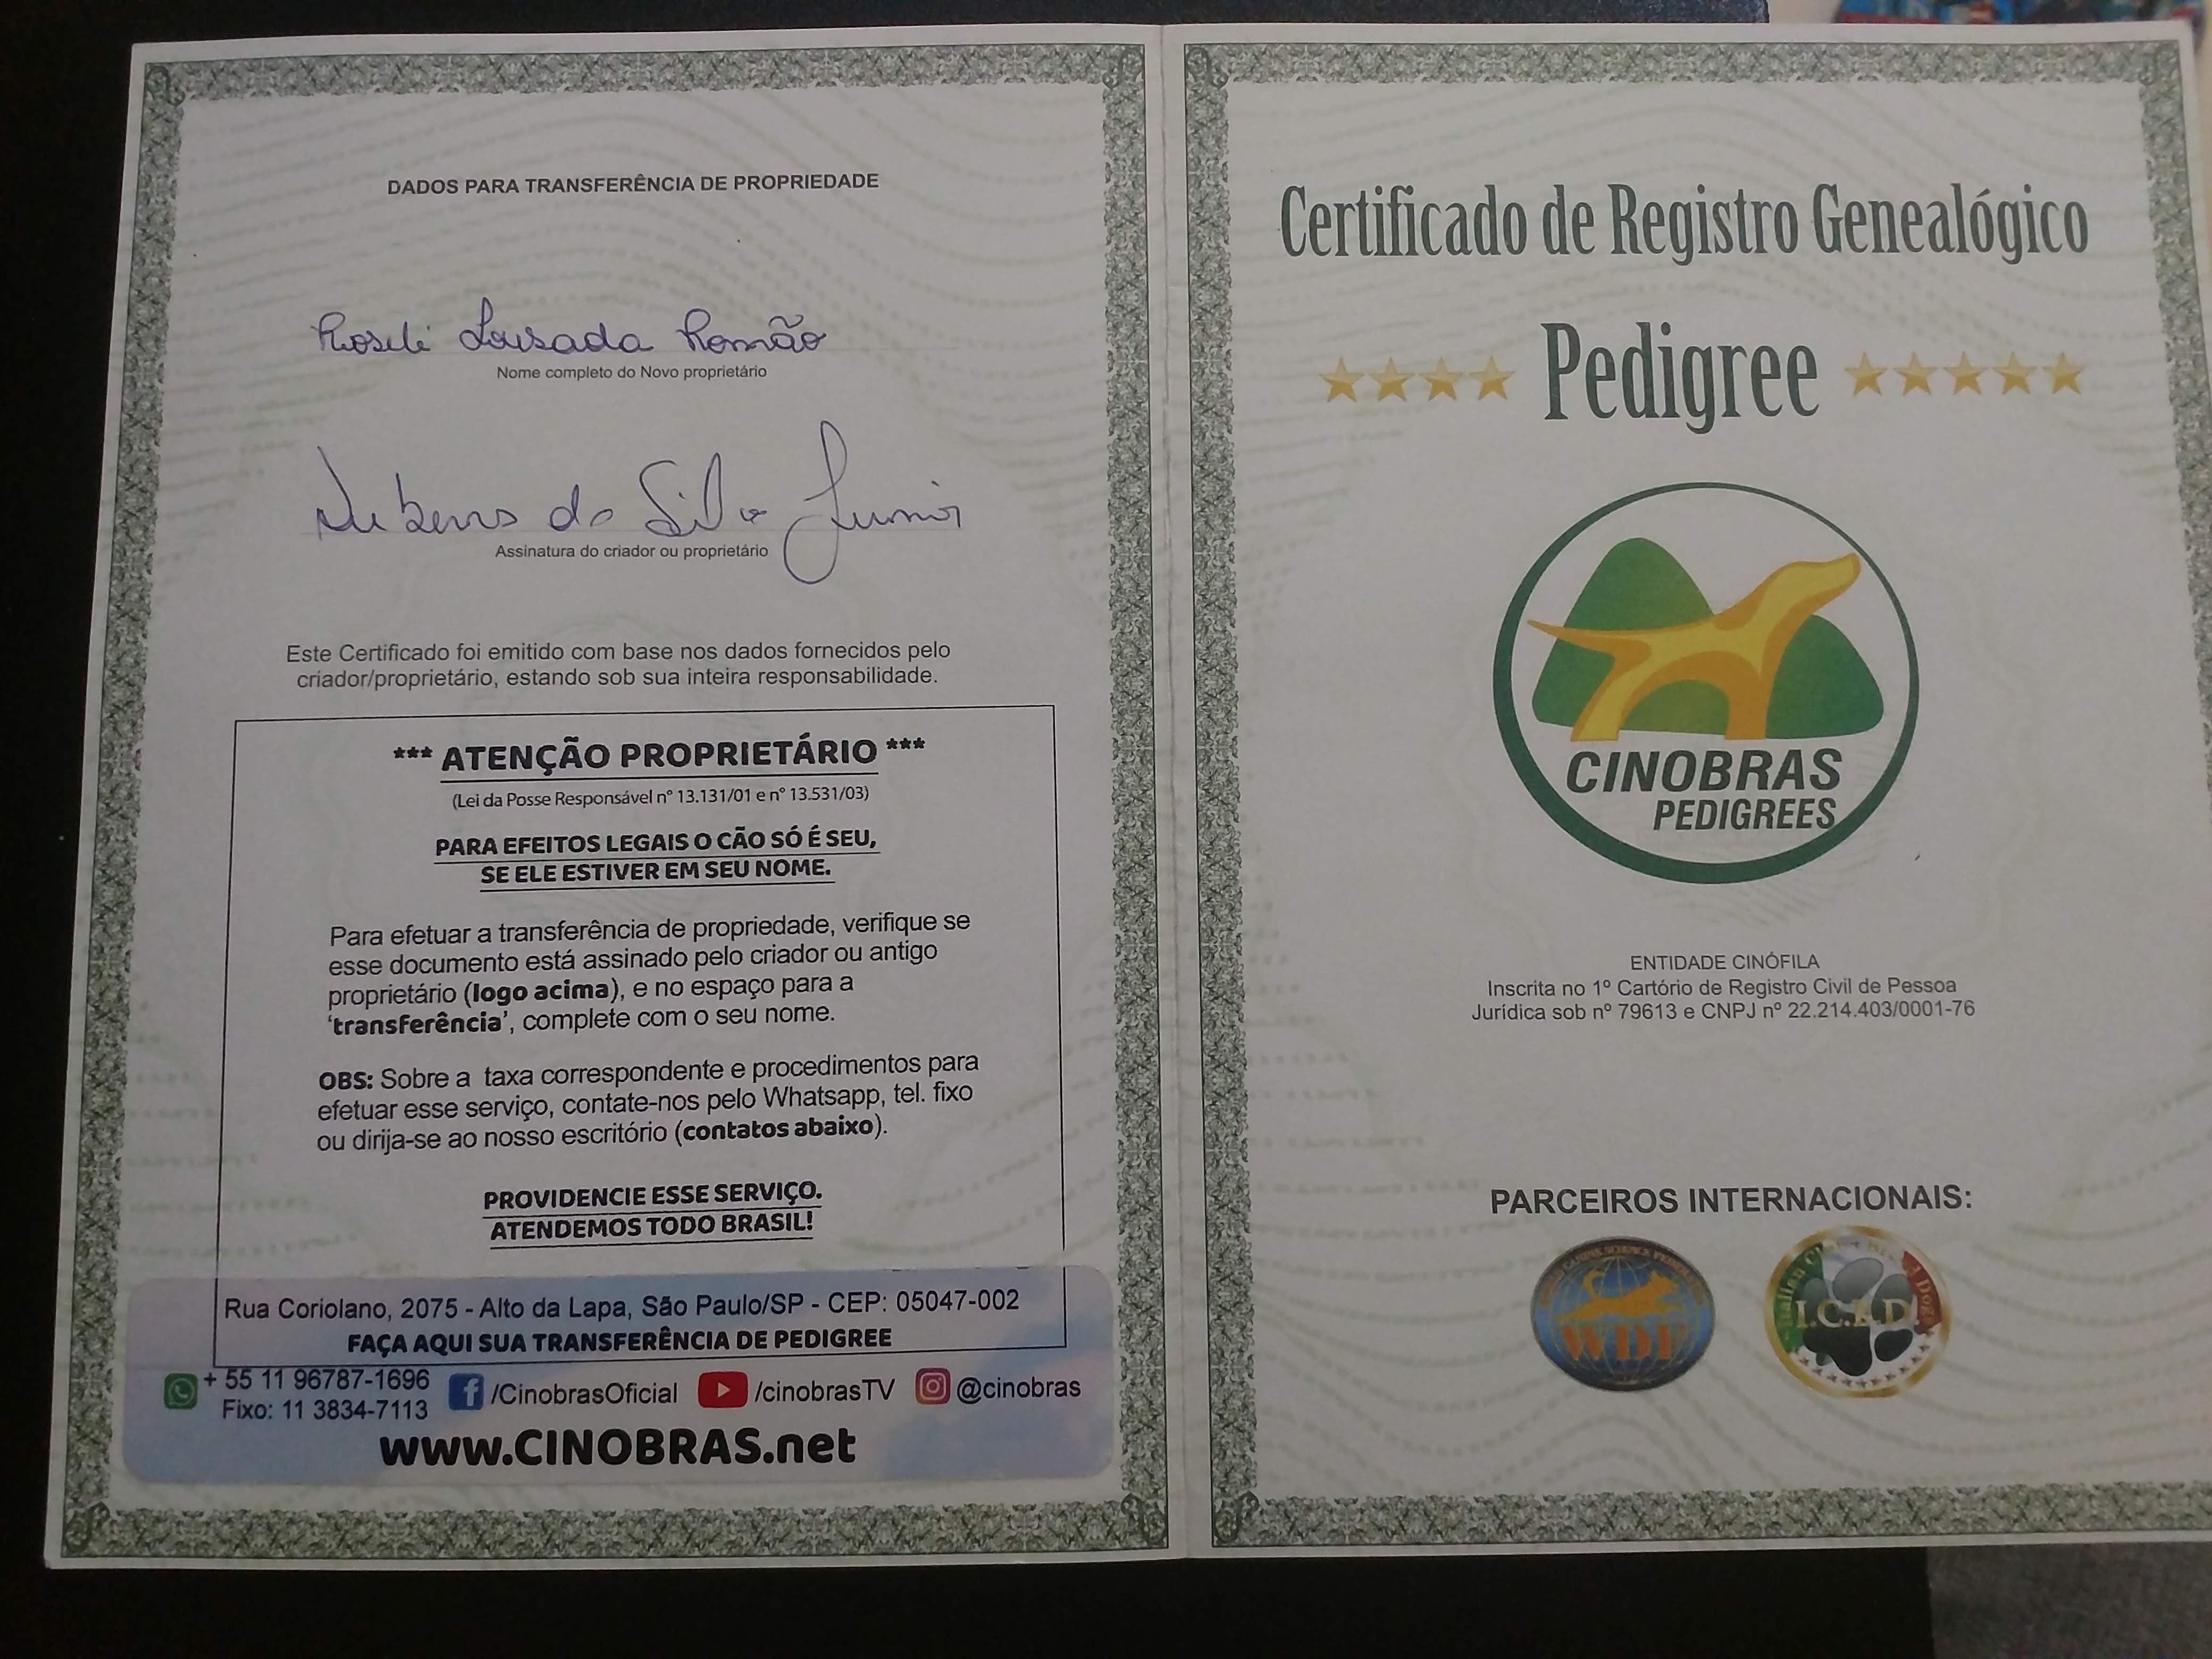 DADOS PARA TRANSFERÊNCIA DE PROPRIEDADE
Roseli Lousada Romão
Nome completo do Novo proprietário
Rubens da Silva Junior
Assinatura do criador ou proprietário
Este Certificado foi emitido com base nos dados fornecidos pelo
criador/proprietário, estando sob sua inteira responsabilidade.
*** ATENÇÃO PROPRIETÁRIO ***
(Lei da Posse Responsável nº 13.131/01 e nº 13.531/03)
PARA EFEITOS LEGAIS O CÃO SÓ É SEU,
SE ELE ESTIVER EM SEU NOME.
Para efetuar a transferência de propriedade, verifique se
esse documento está assinado pelo criador ou antigo
proprietário (logo acima), e no espaço para a
‘transferência’, complete com o seu nome.
OBS: Sobre a taxa correspondente e procedimentos para
efetuar esse serviço, contate-nos pelo Whatsapp, tel. fixo
ou dirija-se ao nosso escritório (contatos abaixo).
PROVIDENCIE ESSE SERVIÇO.
ATENDEMOS TODO BRASIL!
Rua Coriolano, 2075 - Alto da Lapa, São Paulo/SP - CEP: 05047-002
FAÇA AQUI SUA TRANSFERÊNCIA DE PEDIGREE
+ 55 11 96787-1696
Fixo: 11 3834-7113
/CinobrasOficial
/cinobrasTV
@cinobras
www.CINOBRAS.net
Certificado de Registro Genealógico
Pedigree
CINOBRAS
PEDIGREES
ENTIDADE CINÓFILA
Inscrita no 1º Cartório de Registro Civil de Pessoa
Jurídica sob nº 79613 e CNPJ nº 22.214.403/0001-76
PARCEIROS INTERNACIONAIS:
WDF
I.C.E.D.